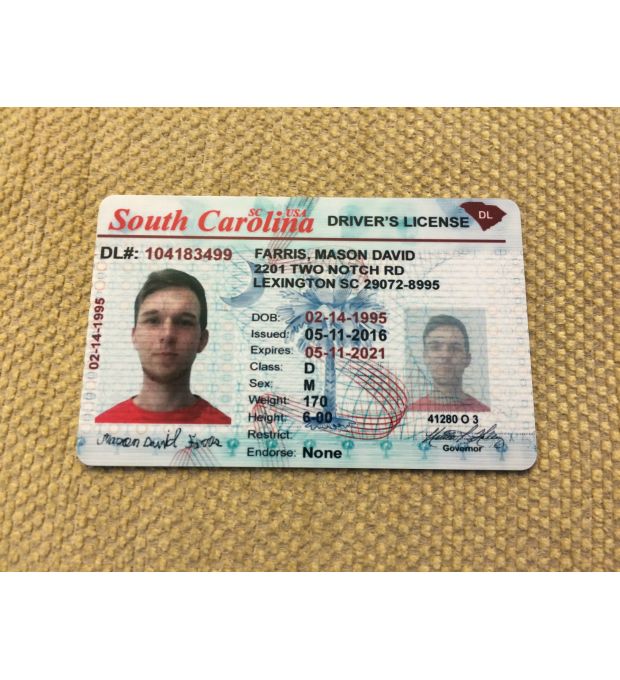 South Carolina
SC USA
DRIVER'S LICENSE
DL
DL#: 104183499
FARRIS, MASON DAVID
2201 TWO NOTCH RD
LEXINGTON SC 29072-8995
02-14-1995
DOB: 02-14-1995
Issued: 05-11-2016
Expires: 05-11-2021
Class: D
Sex: M
Weight: 170
Height: 6-00
Restrict:
Endorse: None
41280 O 3
Governor
Mason David Farris